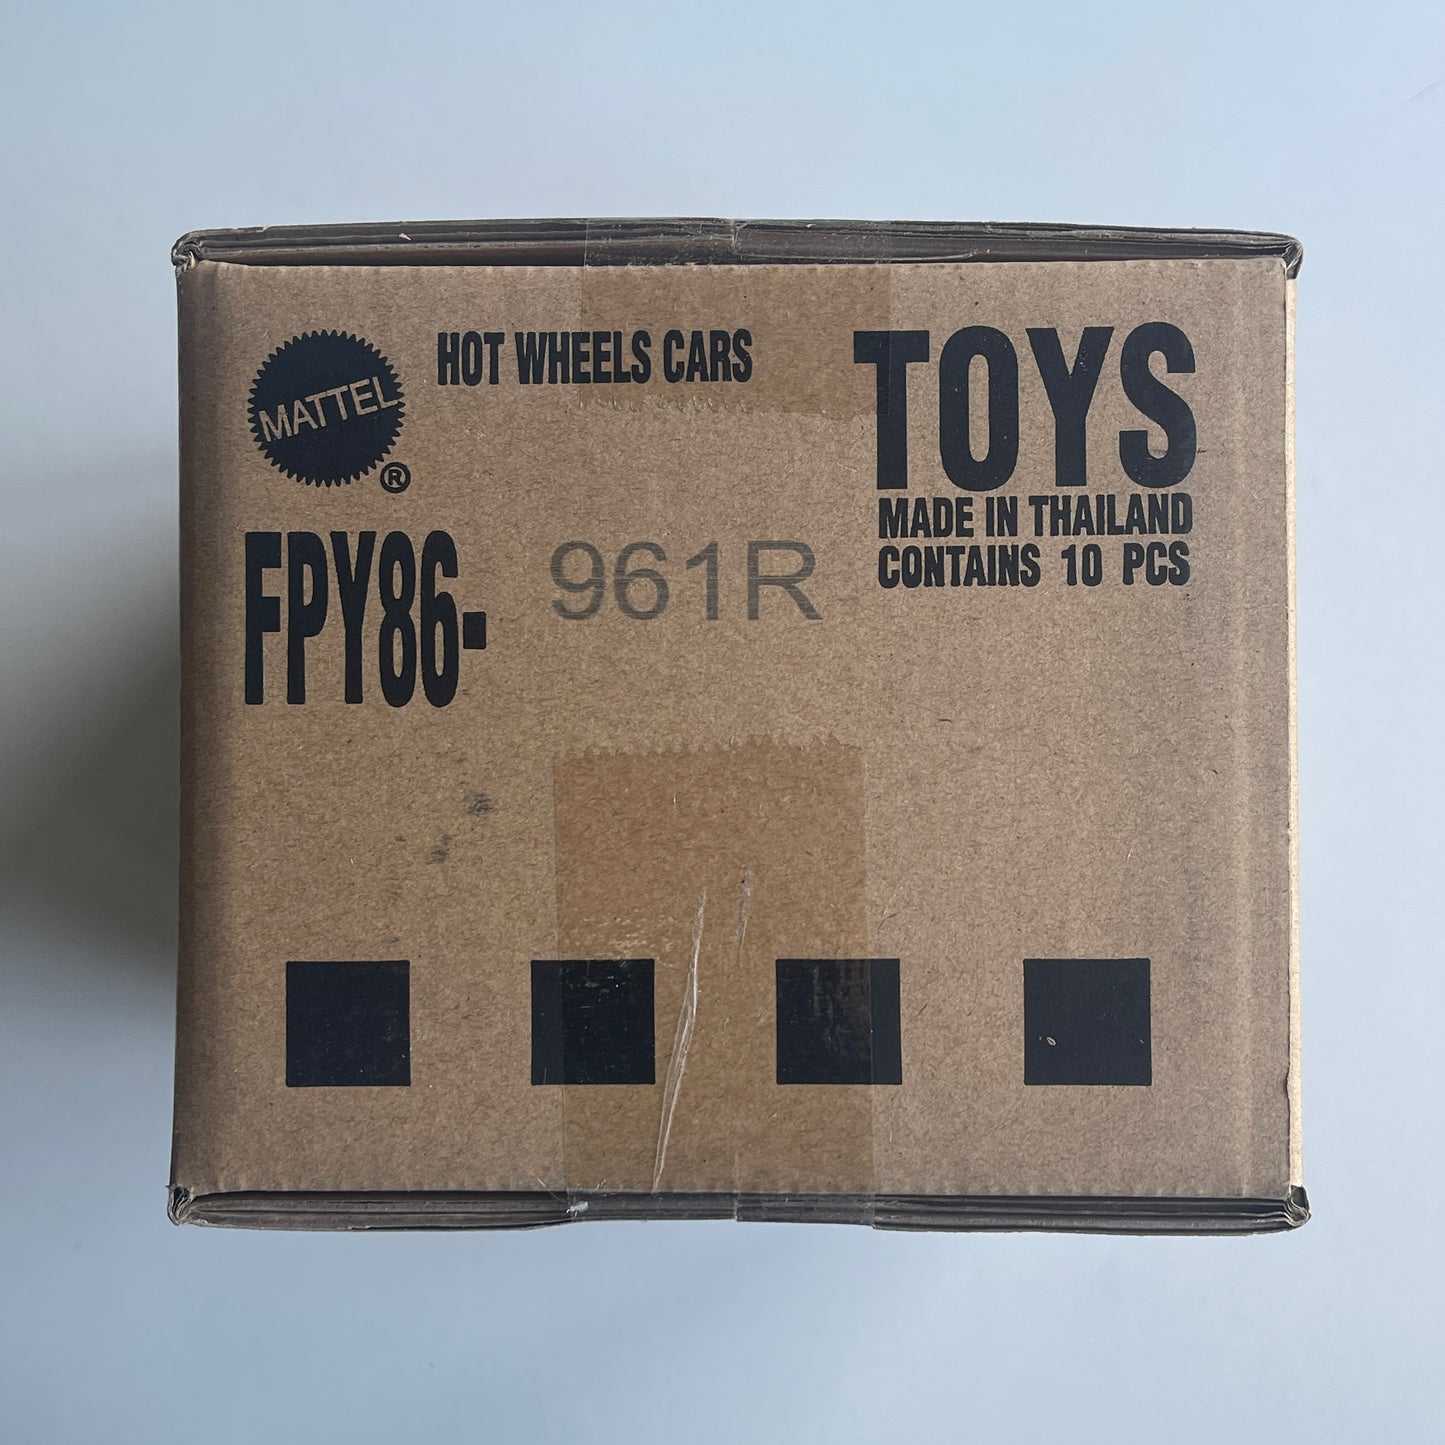 MATTEL
®
HOT WHEELS CARS
TOYS
MADE IN THAILAND
CONTAINS 10 PCS
FPY86- 961R